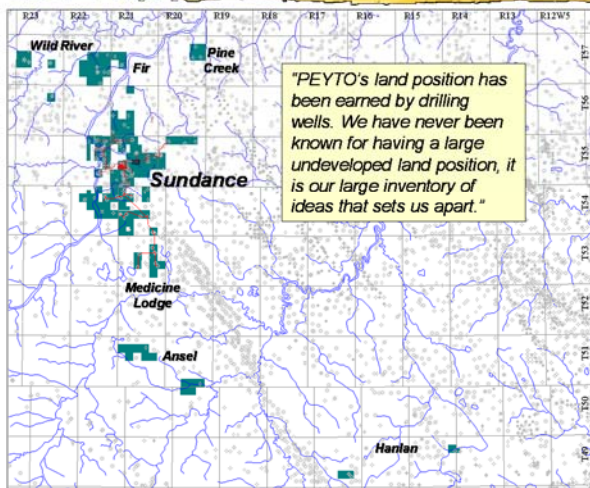 R23 R22 R21 R20 R19 R18 R17 R16 R15 R14 R13 R12W5
Wild River
Fir
Pine
Creek
T57
"PEYTO's land position has
been earned by drilling
wells. We have never been
known for having a large
undeveloped land position, it
is our large inventory of
ideas that sets us apart."
T56
T55
Sundance
T54
T53
Medicine
Lodge
T52
T51
Ansel
T50
Hanlan
T49